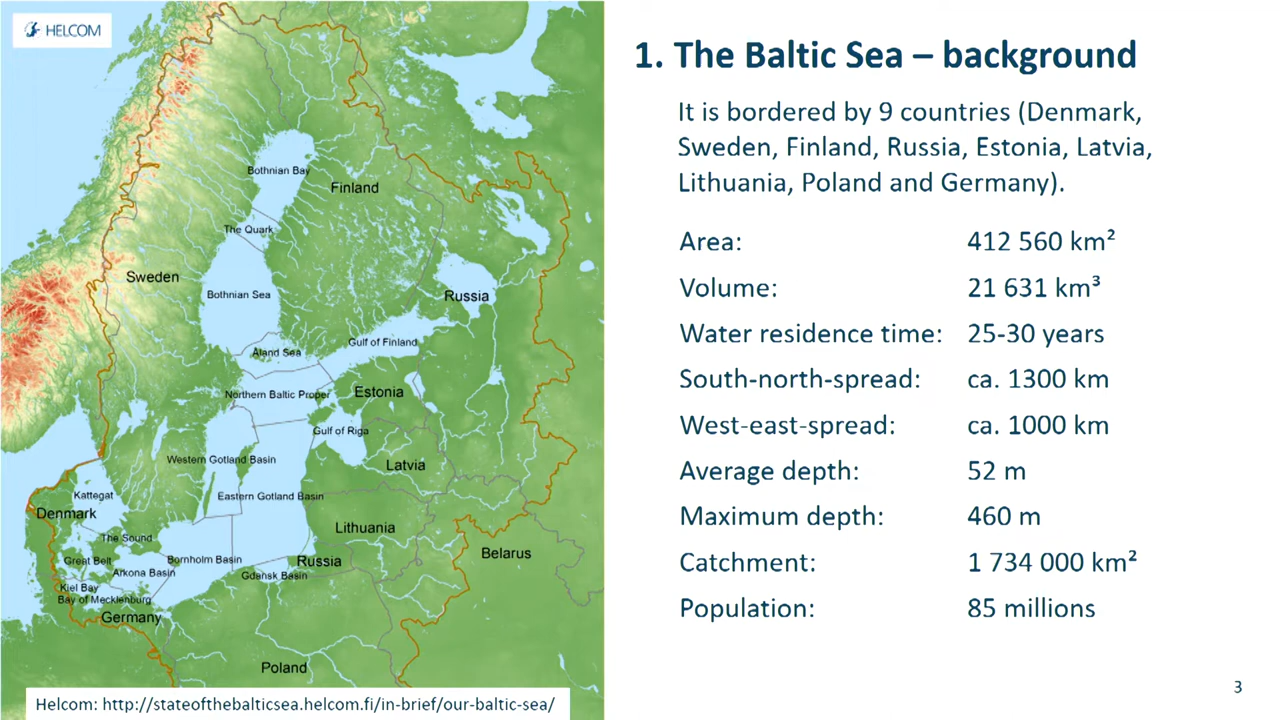 HELCOM
1. The Baltic Sea – background
It is bordered by 9 countries (Denmark,
Sweden, Finland, Russia, Estonia, Latvia,
Lithuania, Poland and Germany).
Area: 412 560 km²
Volume: 21 631 km³
Water residence time: 25-30 years
South-north-spread: ca. 1300 km
West-east-spread: ca. 1000 km
Average depth: 52 m
Maximum depth: 460 m
Catchment: 1 734 000 km²
Population: 85 millions
Bothnian Bay
Finland
The Quark
Sweden
Bothnian Sea
Russia
Gulf of Finland
Åland Sea
Northern Baltic Proper
Estonia
Gulf of Riga
Western Gotland Basin
Latvia
Kattegat
Eastern Gotland Basin
Denmark
Lithuania
The Sound
Great Belt
Bornholm Basin
Russia
Belarus
Arkona Basin
Gdansk Basin
Kiel Bay
Bay of Mecklenburg
Germany
Poland
Helcom: http://stateofthebalticsea.helcom.fi/in-brief/our-baltic-sea/
3